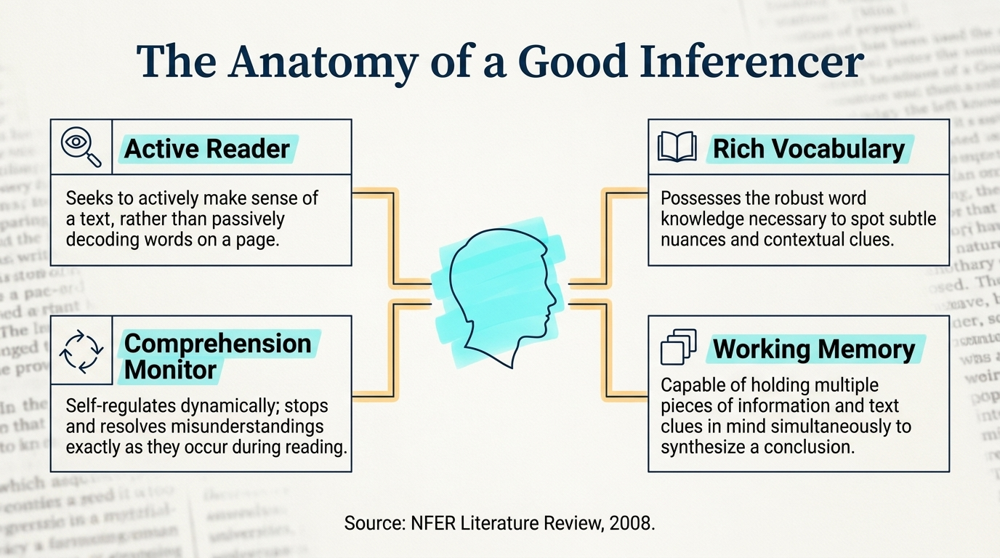 The Anatomy of a Good Inferencer
Active Reader
Seeks to actively make sense of
a text, rather than passively
decoding words on a page.
Rich Vocabulary
Possesses the robust word
knowledge necessary to spot subtle
nuances and contextual clues.
Comprehension
Monitor
Self-regulates dynamically; stops
and resolves misunderstandings
exactly as they occur during reading.
Working Memory
Capable of holding multiple
pieces of information and text
clues in mind simultaneously to
synthesize a conclusion.
Source: NFER Literature Review, 2008.